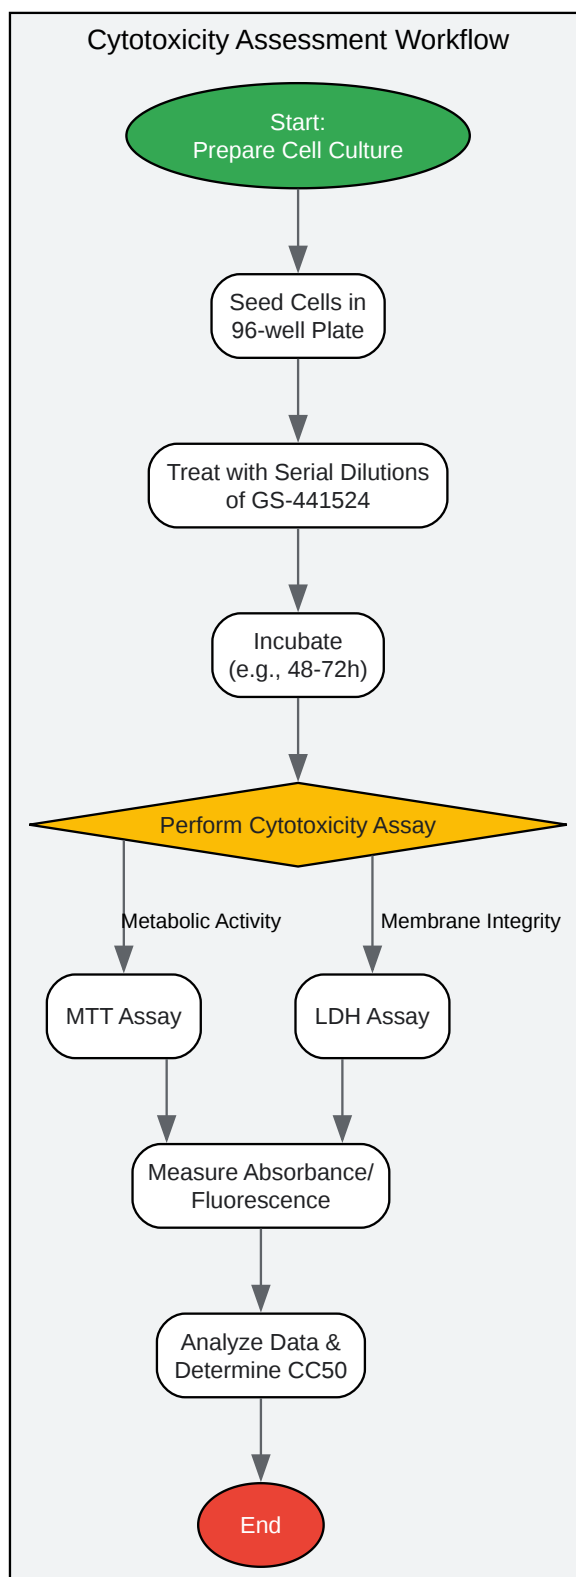 Cytotoxicity Assessment Workflow
Start:
Prepare Cell Culture
Seed Cells in
96-well Plate
Treat with Serial Dilutions
of GS-441524
Incubate
(e.g., 48-72h)
Perform Cytotoxicity Assay
Metabolic Activity
Membrane Integrity
MTT Assay
LDH Assay
Measure Absorbance/
Fluorescence
Analyze Data &
Determine CC50
End